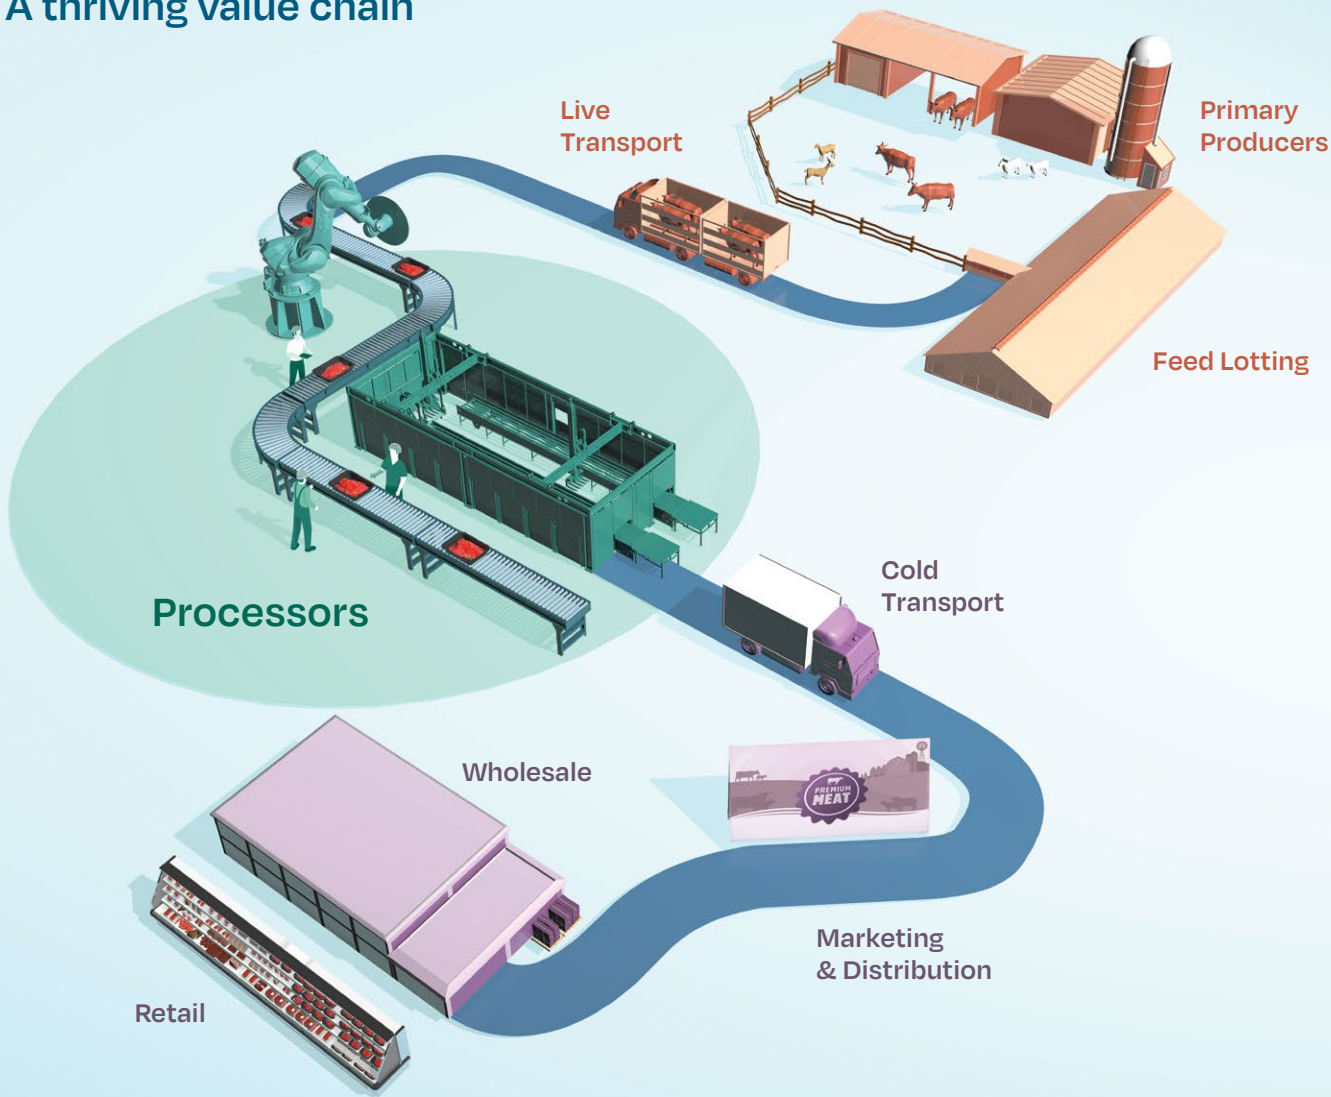 A thriving value chain
Live
Transport
Primary
Producers
Feed Lotting
Processors
Cold
Transport
Wholesale
PREMIUM
MEAT
Marketing
& Distribution
Retail